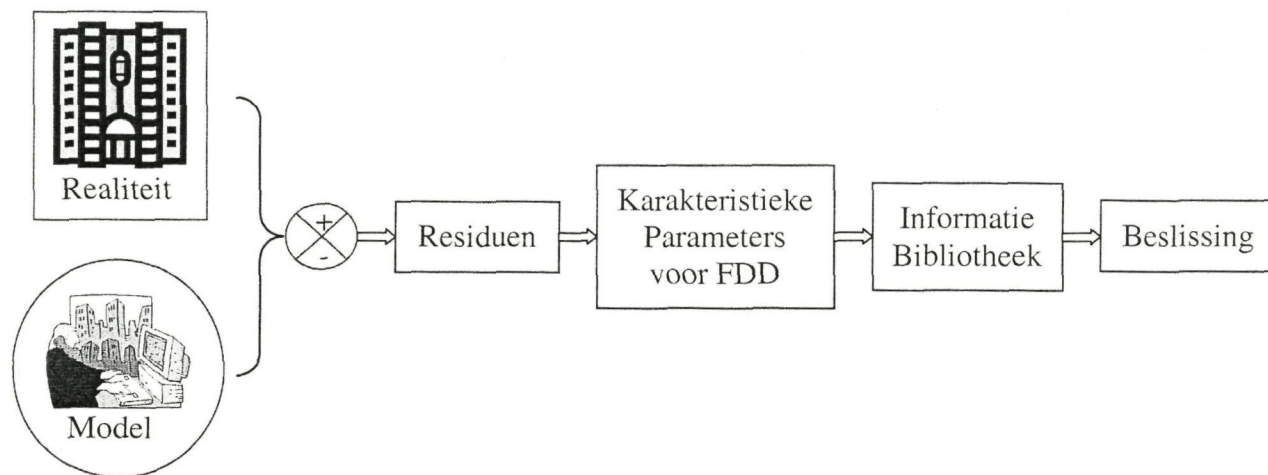 Realiteit
Model
+
-
Residuen
Karakteristieke
Parameters
voor FDD
Informatie
Bibliotheek
Beslissing